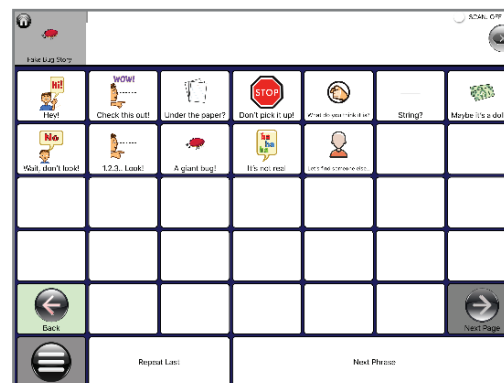 SCAN: OFF
Fake Bug Story
Hi!
Hey!
WOW!
Check this out!
Under the paper?
STOP
Don't pick it up!
What do you think it is?
String?
Maybe it's a dol
No
Wait, don't look!
1,2,3.. Look!
A giant bug!
ha ha ha
It's not real
Let's find someone else
Back
Next Page
Repeat Last
Next Phrase